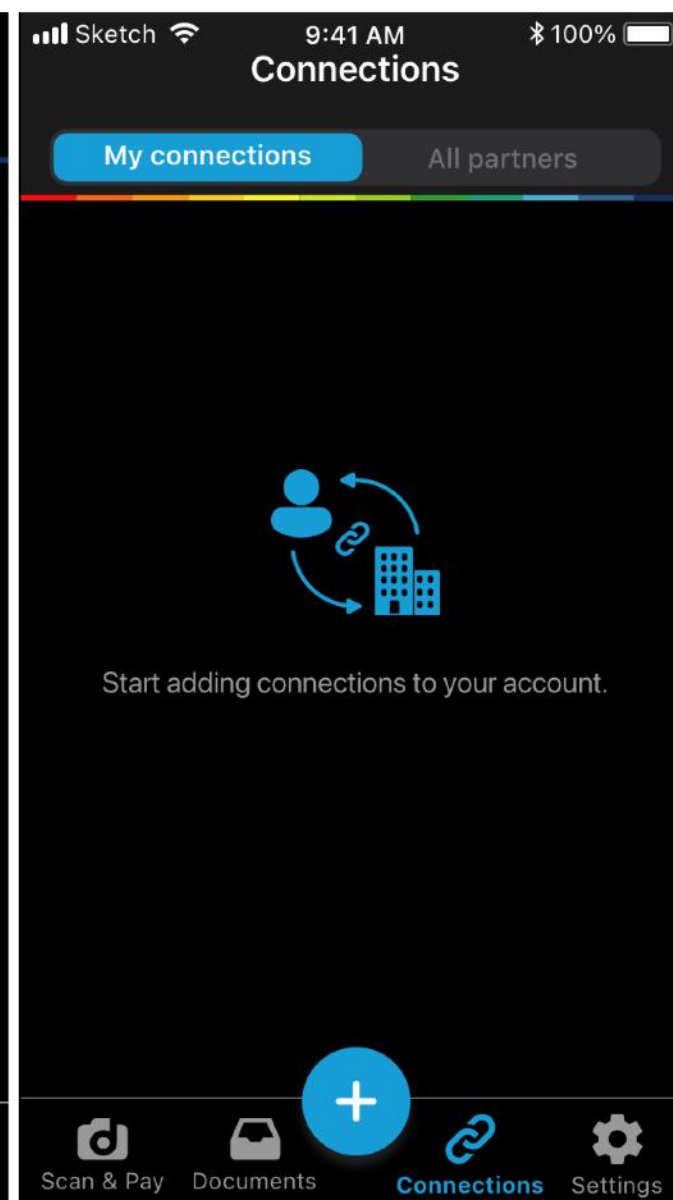 Sketch 9:41 AM 100%
Connections
My connections All partners
Start adding connections to your account.
+
Scan & Pay Documents Connections Settings